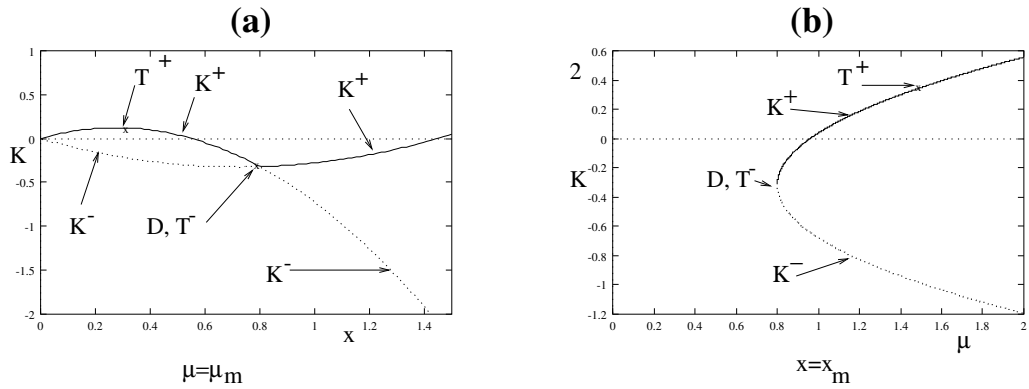 (a)
1
0.5
0
-0.5
-1
-1.5
-2
K
T +
K+
K+
K-
D, T-
K-
0 0.2 0.4 0.6 0.8 1 1.2 1.4
x
μ=μm
(b)
0.6
2
0.4
0.2
0
-0.2
K
-0.4
-0.6
-0.8
-1
-1.2
T+
K+
D, T-
K−
0 0.2 0.4 0.6 0.8 1 1.2 1.4 1.6 1.8 2
μ
x=xm